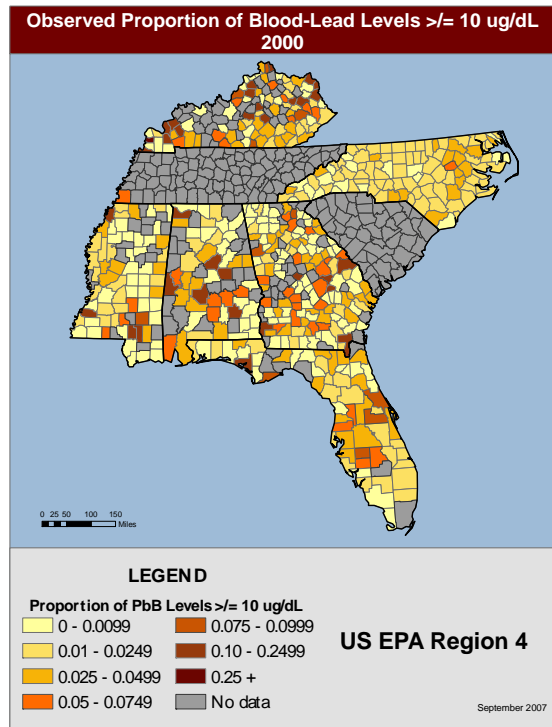 Observed Proportion of Blood-Lead Levels >/= 10 ug/dL
2000
0 25 50 100 150
Miles
LEGEND
Proportion of PbB Levels >/= 10 ug/dL
0 - 0.0099
0.01 - 0.0249
0.025 - 0.0499
0.05 - 0.0749
0.075 - 0.0999
0.10 - 0.2499
0.25 +
No data
US EPA Region 4
September 2007